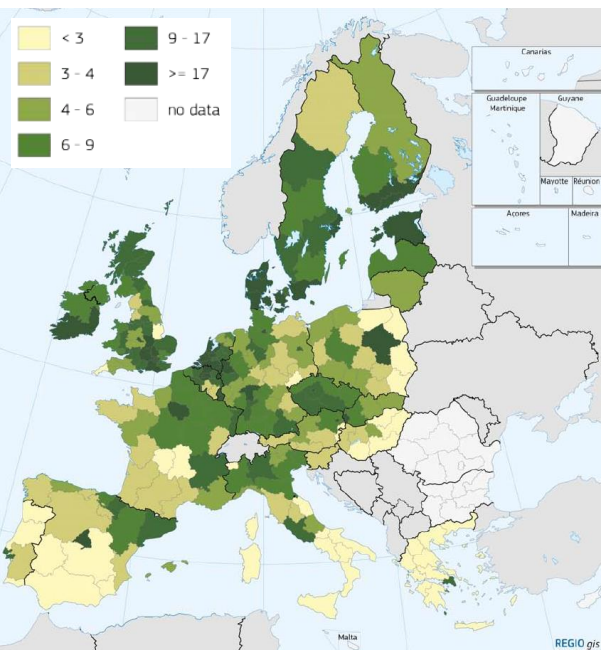 < 3
3 - 4
4 - 6
6 - 9
9 - 17
>= 17
no data
Canarias
Guadeloupe
Martinique
Guyane
Mayotte
Réunion
Açores
Madeira
Malta
REGIO gis